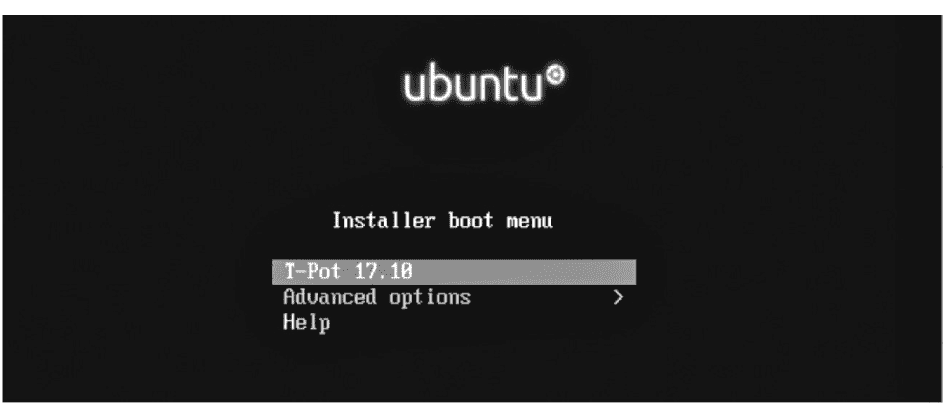 ubuntu
Installer boot menu
T-Pot 17.10
Advanced options >
Help